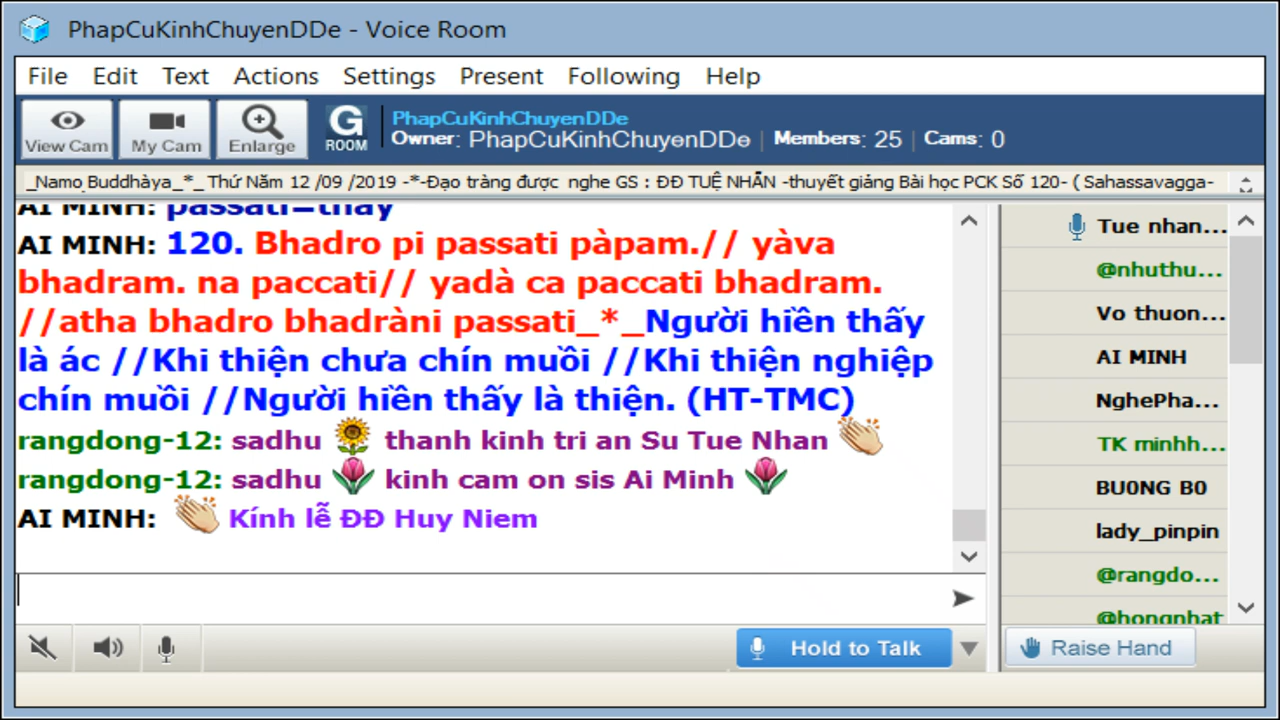 PhapCuKinhChuyenDDe - Voice Room
File Edit Text Actions Settings Present Following Help
View Cam My Cam Enlarge G ROOM
PhapCuKinhChuyenDDe
Owner: PhapCuKinhChuyenDDe | Members: 25 | Cams: 0
_Namo Buddhàya_*_ Thứ Năm 12 /09 /2019 -*-Đạo tràng được nghe GS : ĐĐ TUỆ NHẪN -thuyết giảng Bài học PCK Số 120- ( Sahassavagga-
AI MINH: passati=thấy
AI MINH: 120. Bhadro pi passati pàpam.// yàva
bhadram. na paccati// yadà ca paccati bhadram.
//atha bhadro bhadràni passati_*_Người hiền thấy
là ác //Khi thiện chưa chín muồi //Khi thiện nghiệp
chín muồi //Người hiền thấy là thiện. (HT-TMC)
rangdong-12: sadhu thanh kinh tri an Su Tue Nhan
rangdong-12: sadhu kinh cam on sis Ai Minh
AI MINH: Kính lễ ĐĐ Huy Niem
Tue nhan...
@nhuthu...
Vo thuon...
AI MINH
NghePha...
TK minhh...
BU0NG B0
lady_pinpin
@rangdo...
@hongnhat
Hold to Talk
Raise Hand